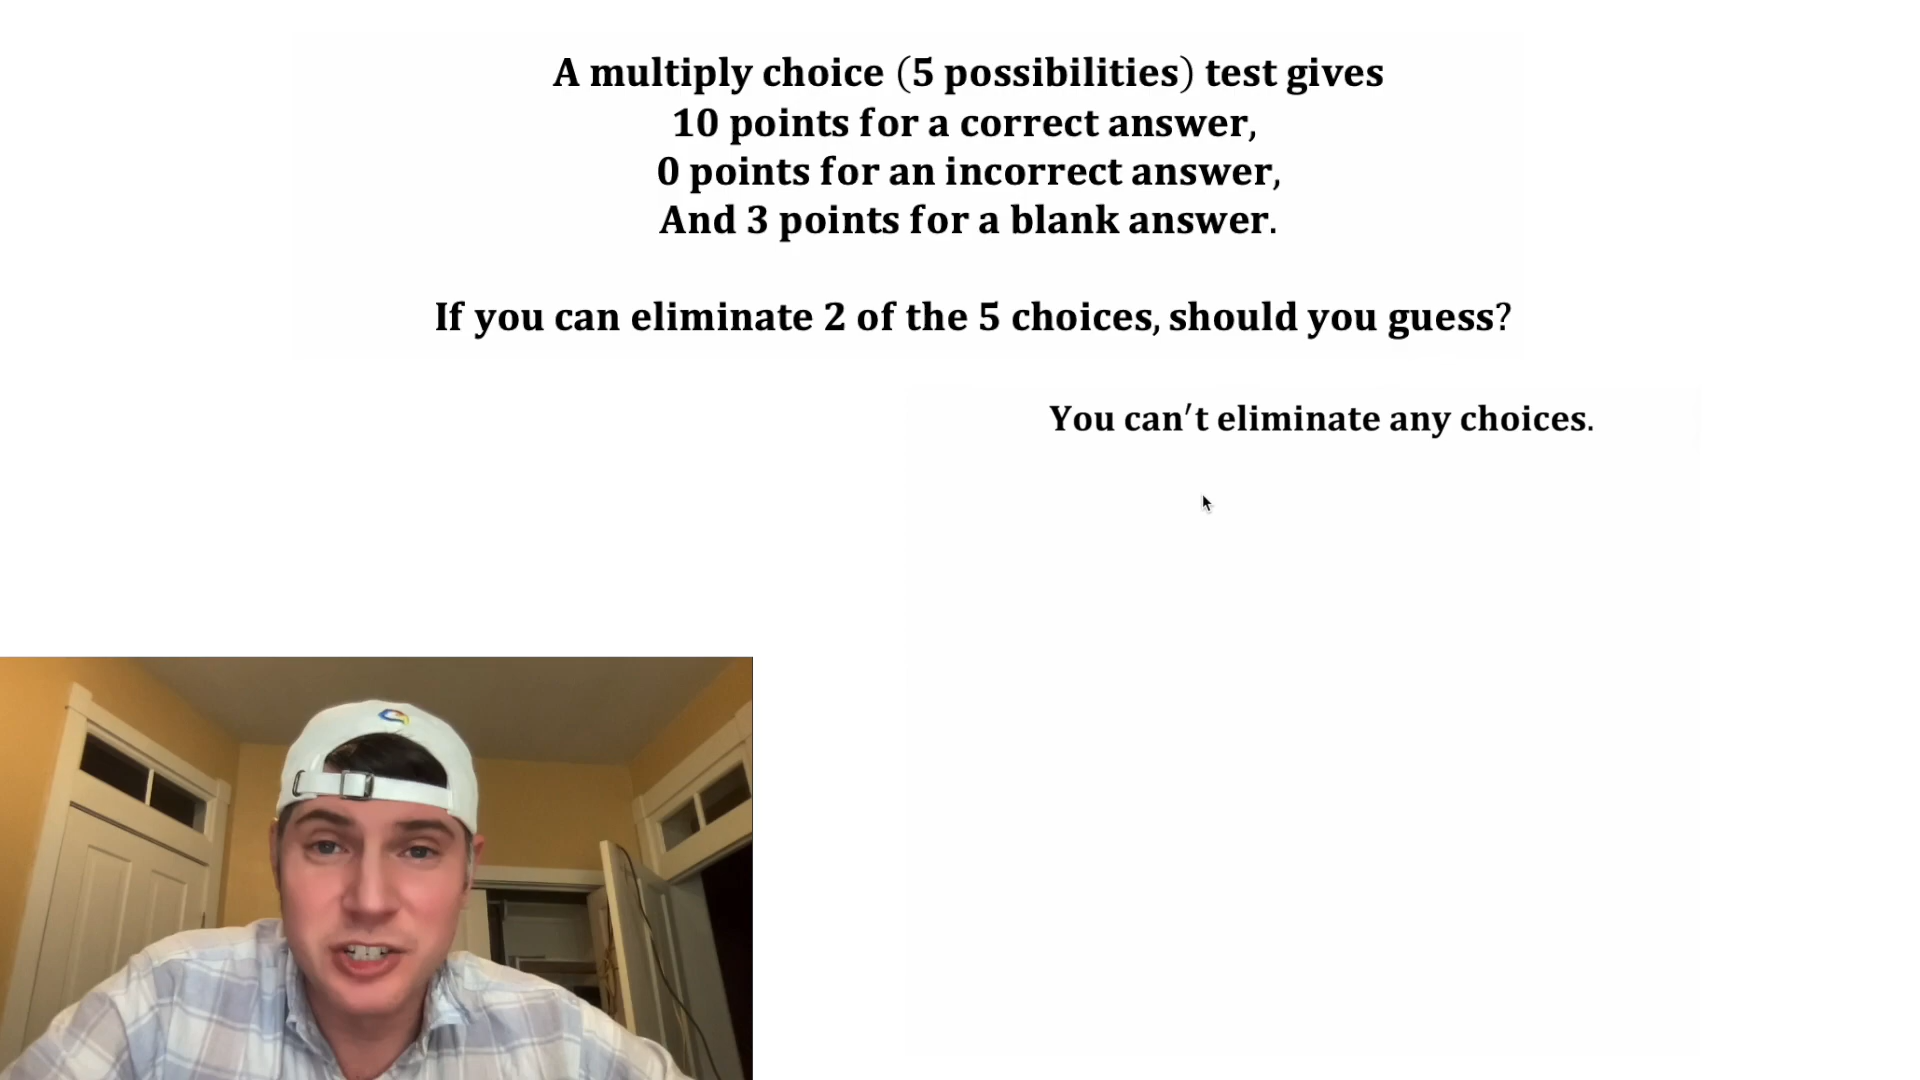 A multiply choice (5 possibilities) test gives
10 points for a correct answer,
0 points for an incorrect answer,
And 3 points for a blank answer.
If you can eliminate 2 of the 5 choices, should you guess?
You can't eliminate any choices.